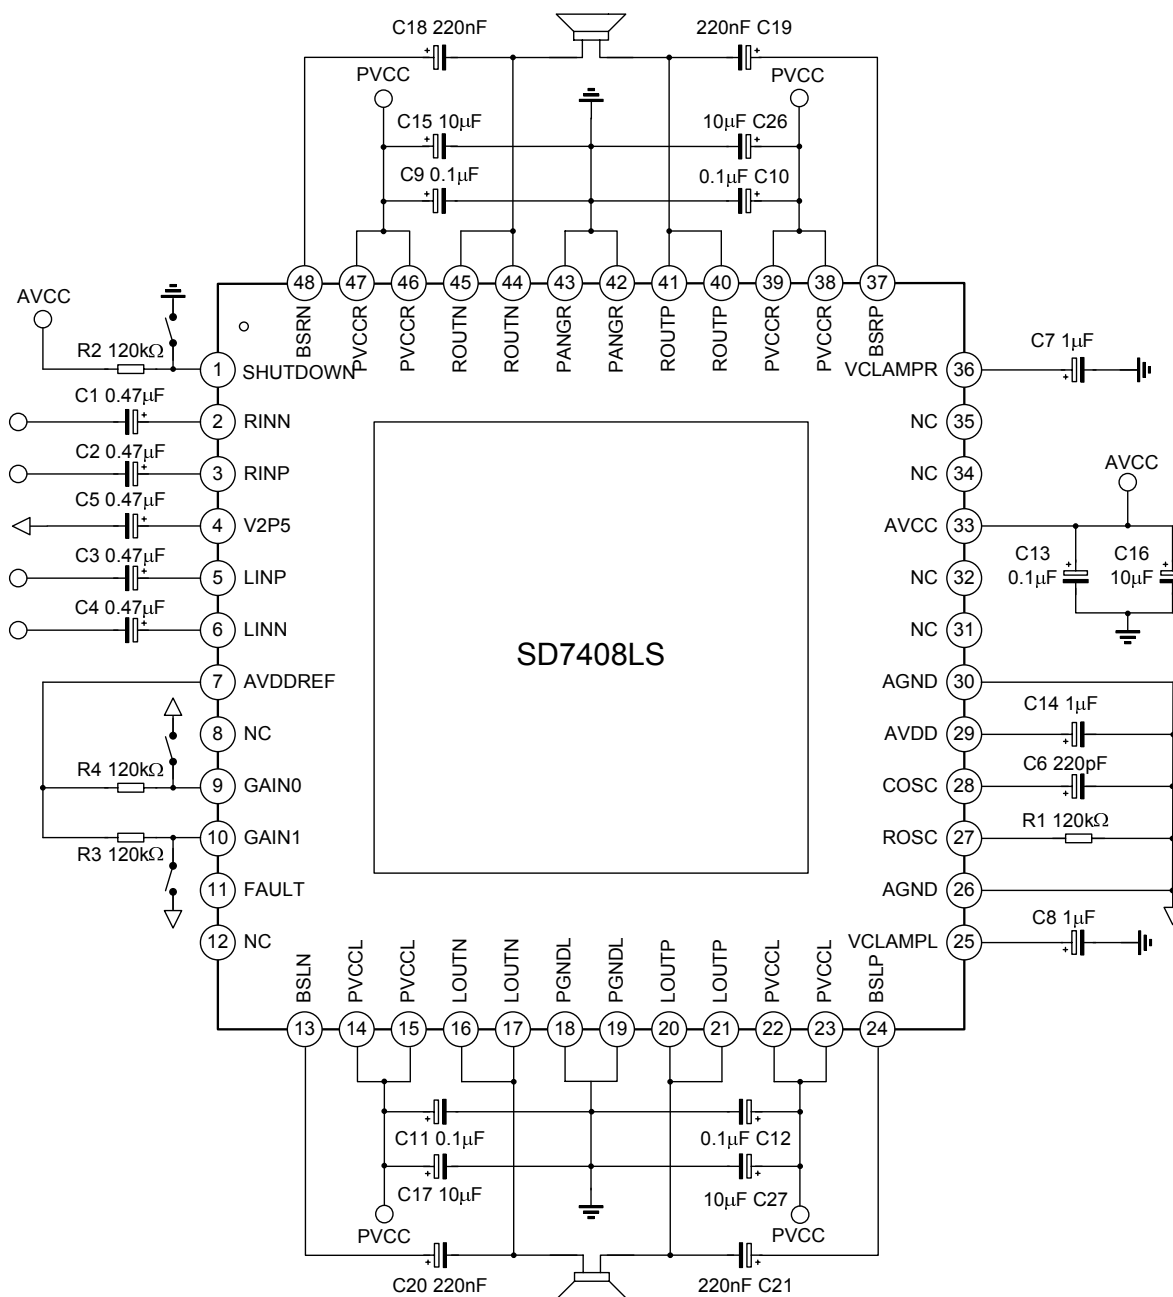 C18 220nF
220nF C19
PVCC
PVCC
C15 10µF
10µF C26
C9 0.1µF
0.1µF C10
48
47
46
45
44
43
42
41
40
39
38
37
BSRN
PVCCR
PVCCR
ROUTN
ROUTN
PANGR
PANGR
ROUTP
ROUTP
PVCCR
PVCCR
BSRP
AVCC
R2 120kΩ
1
SHUTDOWN
C1 0.47µF
2
RINN
C2 0.47µF
3
RINP
C5 0.47µF
4
V2P5
C3 0.47µF
5
LINP
C4 0.47µF
6
LINN
7
AVDDREF
8
NC
R4 120kΩ
9
GAIN0
10
GAIN1
R3 120kΩ
11
FAULT
12
NC
SD7408LS
C7 1µF
VCLAMPR
36
NC
35
NC
34
AVCC
AVCC
33
C13
0.1µF
C16
10µF
NC
32
NC
31
AGND
30
C14 1µF
AVDD
29
C6 220pF
COSC
28
R1 120kΩ
ROSC
27
AGND
26
C8 1µF
VCLAMPL
25
BSLN
PVCCL
PVCCL
LOUTN
LOUTN
PGNDL
PGNDL
LOUTP
LOUTP
PVCCL
PVCCL
BSLP
13
14
15
16
17
18
19
20
21
22
23
24
C11 0.1µF
0.1µF C12
C17 10µF
10µF C27
PVCC
PVCC
C20 220nF
220nF C21